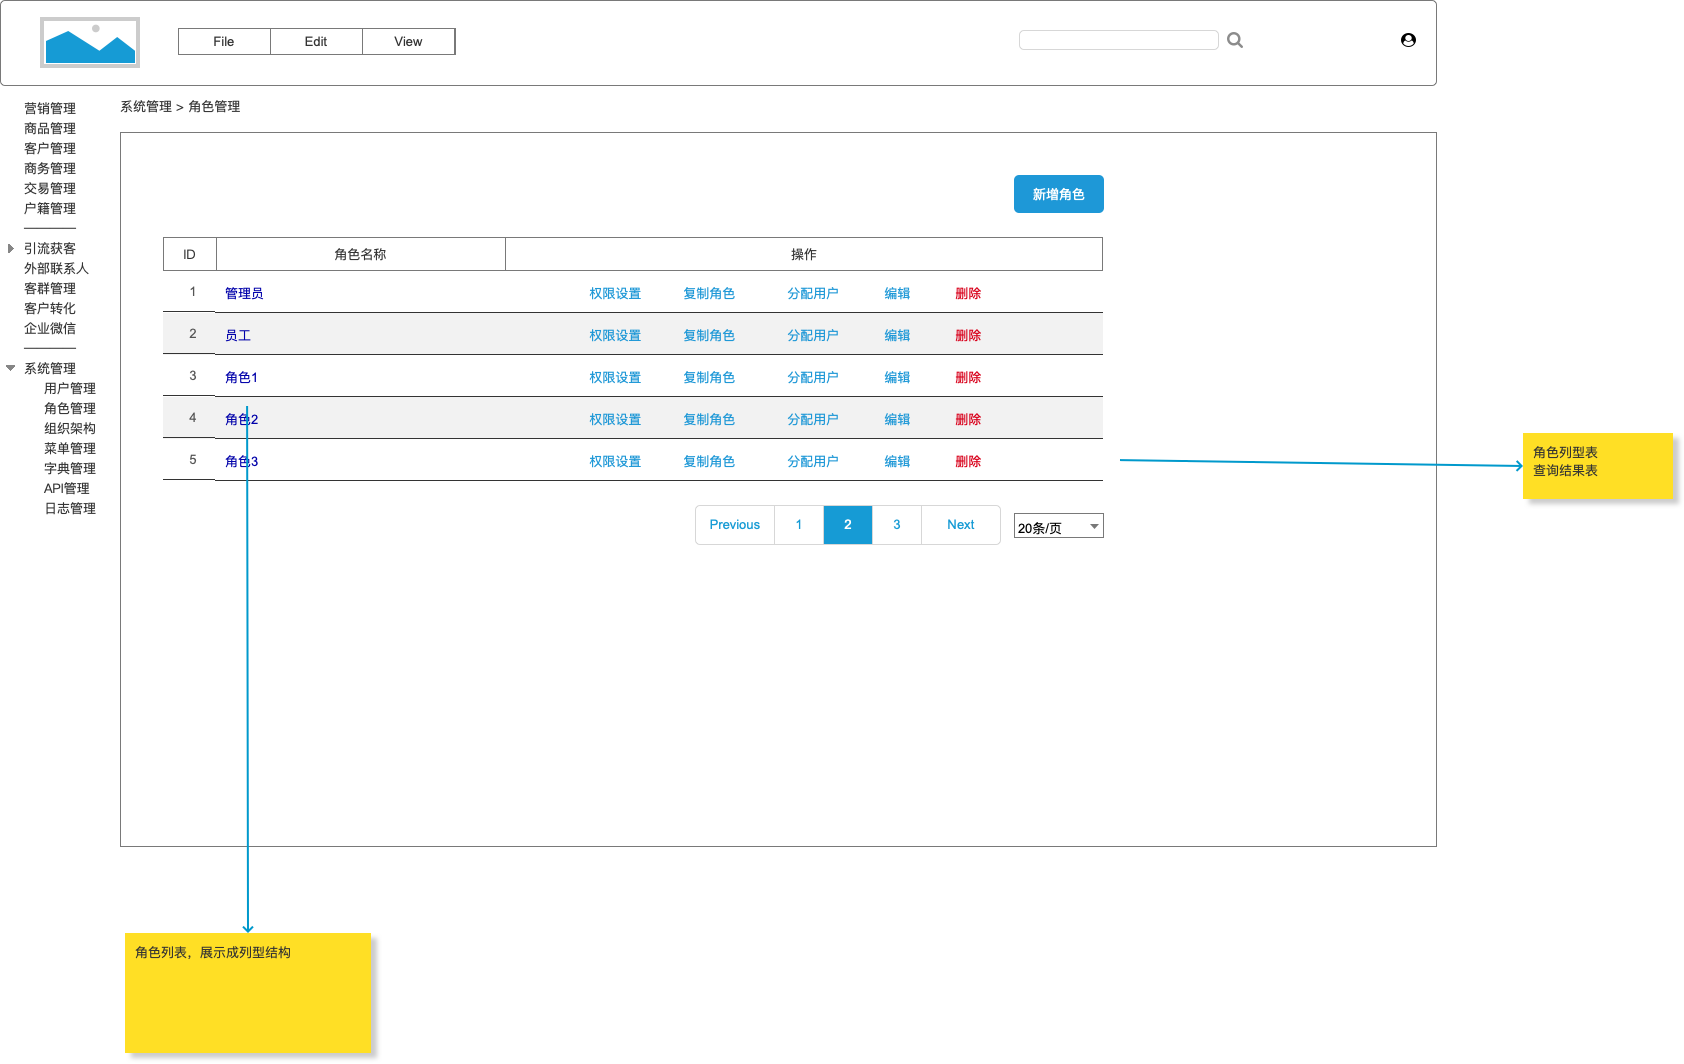 File Edit View
系统管理 > 角色管理
营销管理
商品管理
客户管理
商务管理
交易管理
户籍管理
引流获客
外部联系人
客群管理
客户转化
企业微信
系统管理
用户管理
角色管理
组织架构
菜单管理
字典管理
API管理
日志管理
新增角色
ID 角色名称 操作
1 管理员 权限设置 复制角色 分配用户 编辑 删除
2 员工 权限设置 复制角色 分配用户 编辑 删除
3 角色1 权限设置 复制角色 分配用户 编辑 删除
4 角色2 权限设置 复制角色 分配用户 编辑 删除
5 角色3 权限设置 复制角色 分配用户 编辑 删除
Previous 1 2 3 Next 20条/页
角色列型表
查询结果表
角色列表，展示成列型结构